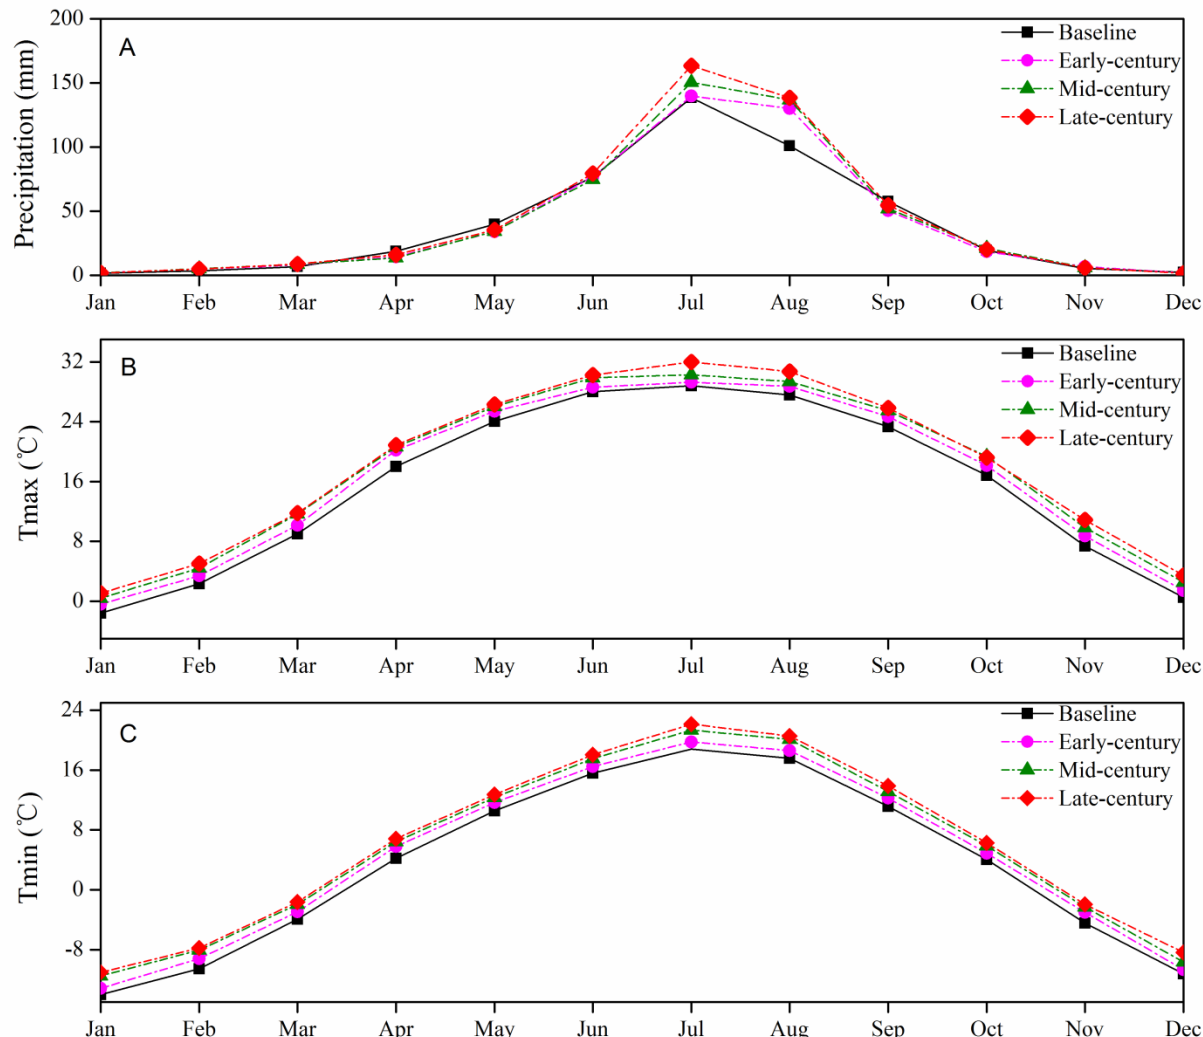 A
Precipitation (mm)
200
150
100
50
0
Baseline
Early-century
Mid-century
Late-century
Jan Feb Mar Apr May Jun Jul Aug Sep Oct Nov Dec
B
Tmax (℃)
32
24
16
8
0
Baseline
Early-century
Mid-century
Late-century
Jan Feb Mar Apr May Jun Jul Aug Sep Oct Nov Dec
C
Tmin (℃)
24
16
8
0
-8
Baseline
Early-century
Mid-century
Late-century
Jan Feb Mar Apr May Jun Jul Aug Sep Oct Nov Dec